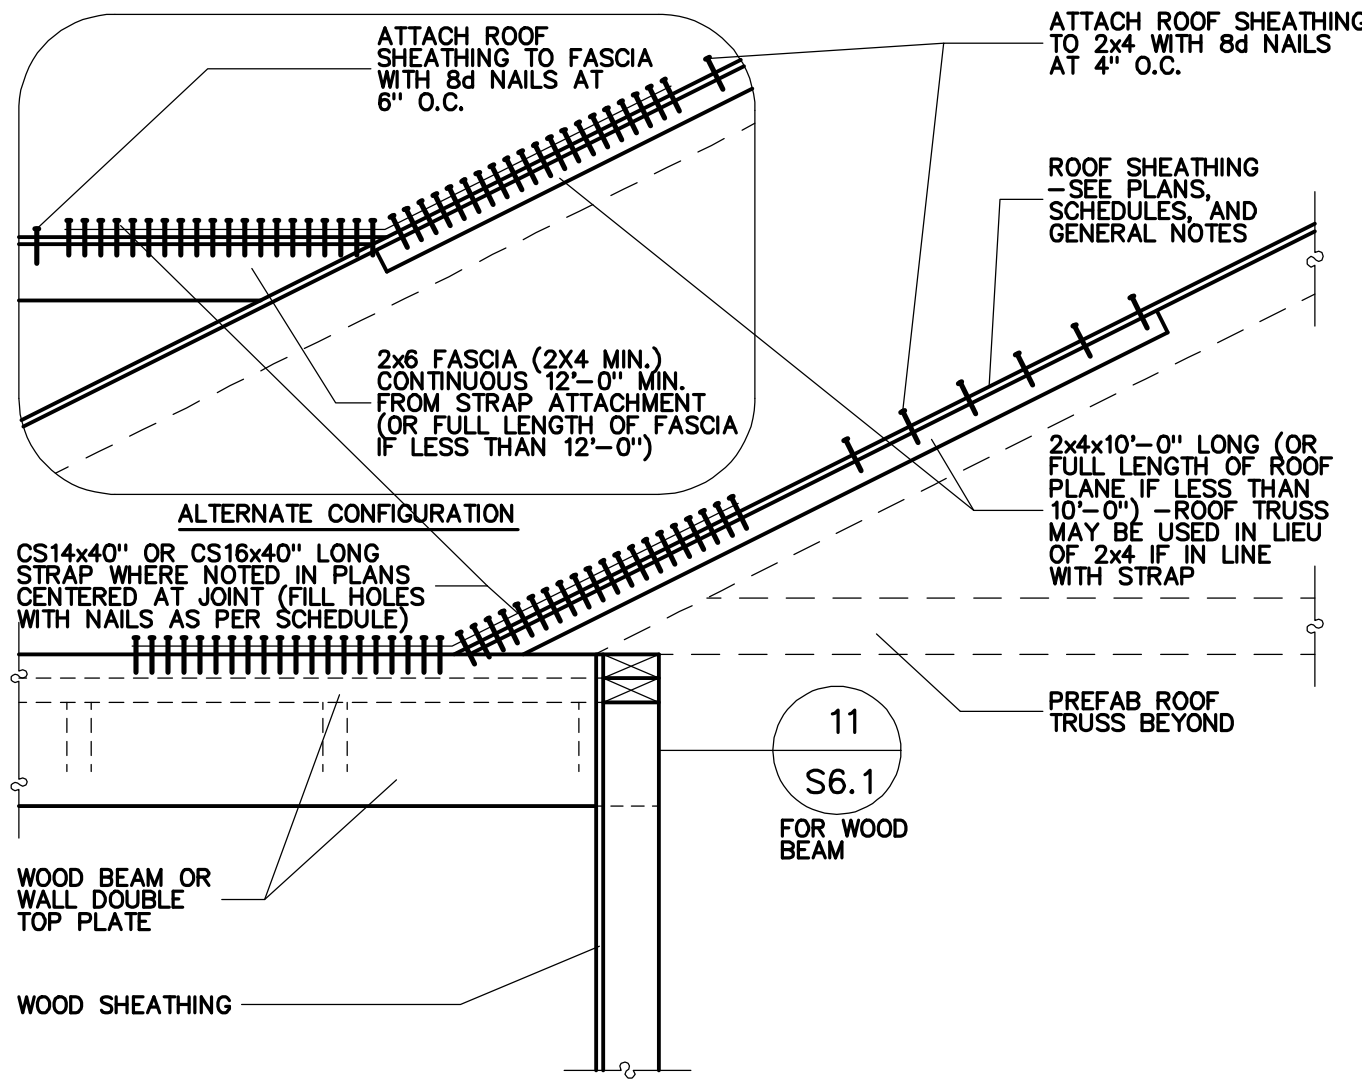 ATTACH ROOF
SHEATHING TO FASCIA
WITH 8d NAILS AT
6" O.C.
ATTACH ROOF SHEATHING
TO 2x4 WITH 8d NAILS
AT 4" O.C.
ROOF SHEATHING
-SEE PLANS,
SCHEDULES, AND
GENERAL NOTES
2x6 FASCIA (2X4 MIN.)
CONTINUOUS 12'-0" MIN.
FROM STRAP ATTACHMENT
(OR FULL LENGTH OF FASCIA
IF LESS THAN 12'-0")
2x4x10'-0" LONG (OR
FULL LENGTH OF ROOF
PLANE IF LESS THAN
10'-0") -ROOF TRUSS
MAY BE USED IN LIEU
OF 2x4 IF IN LINE
WITH STRAP
ALTERNATE CONFIGURATION
CS14x40" OR CS16x40" LONG
STRAP WHERE NOTED IN PLANS
CENTERED AT JOINT (FILL HOLES
WITH NAILS AS PER SCHEDULE)
PREFAB ROOF
TRUSS BEYOND
11
S6.1
FOR WOOD
BEAM
WOOD BEAM OR
WALL DOUBLE
TOP PLATE
WOOD SHEATHING